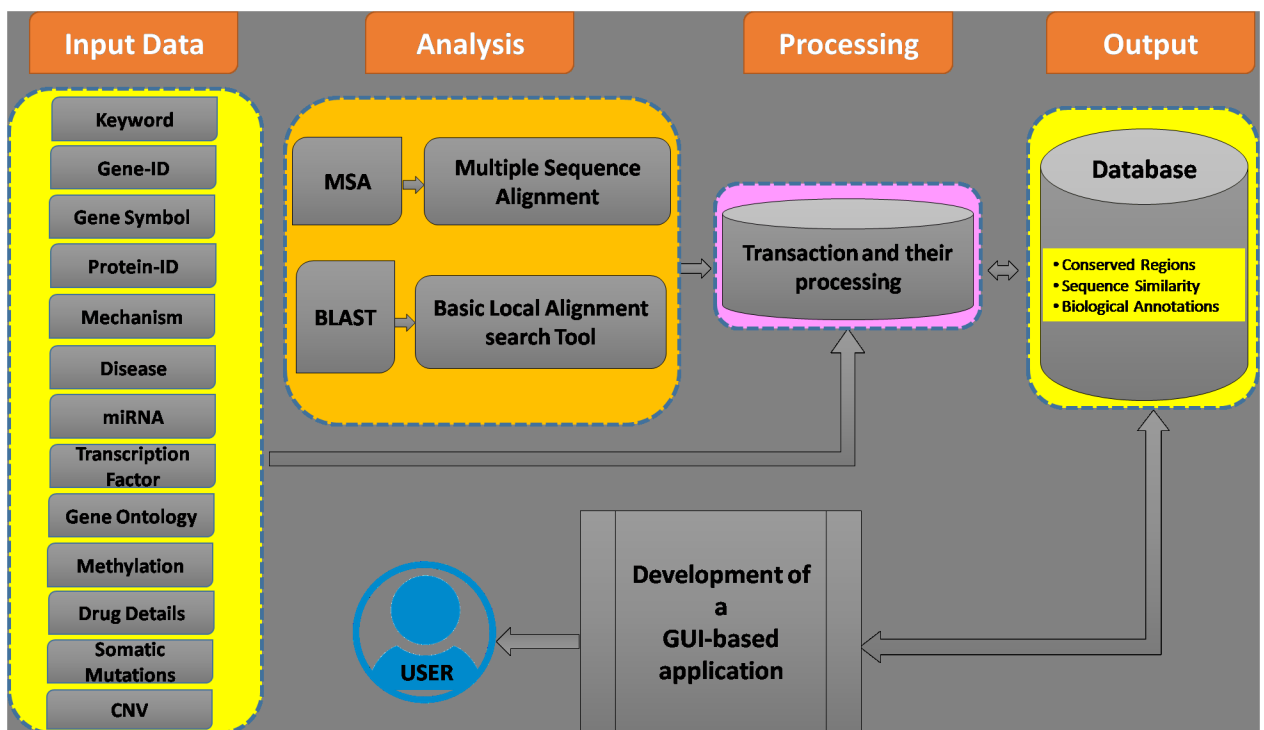 Input Data
Analysis
Processing
Output
Keyword
Gene-ID
Gene Symbol
Protein-ID
Mechanism
Disease
miRNA
Transcription
Factor
Gene Ontology
Methylation
Drug Details
Somatic
Mutations
CNV
MSA
Multiple Sequence
Alignment
BLAST
Basic Local Alignment
search Tool
Transaction and their
processing
Database
• Conserved Regions
• Sequence Similarity
• Biological Annotations
Development of
a
GUI-based
application
USER